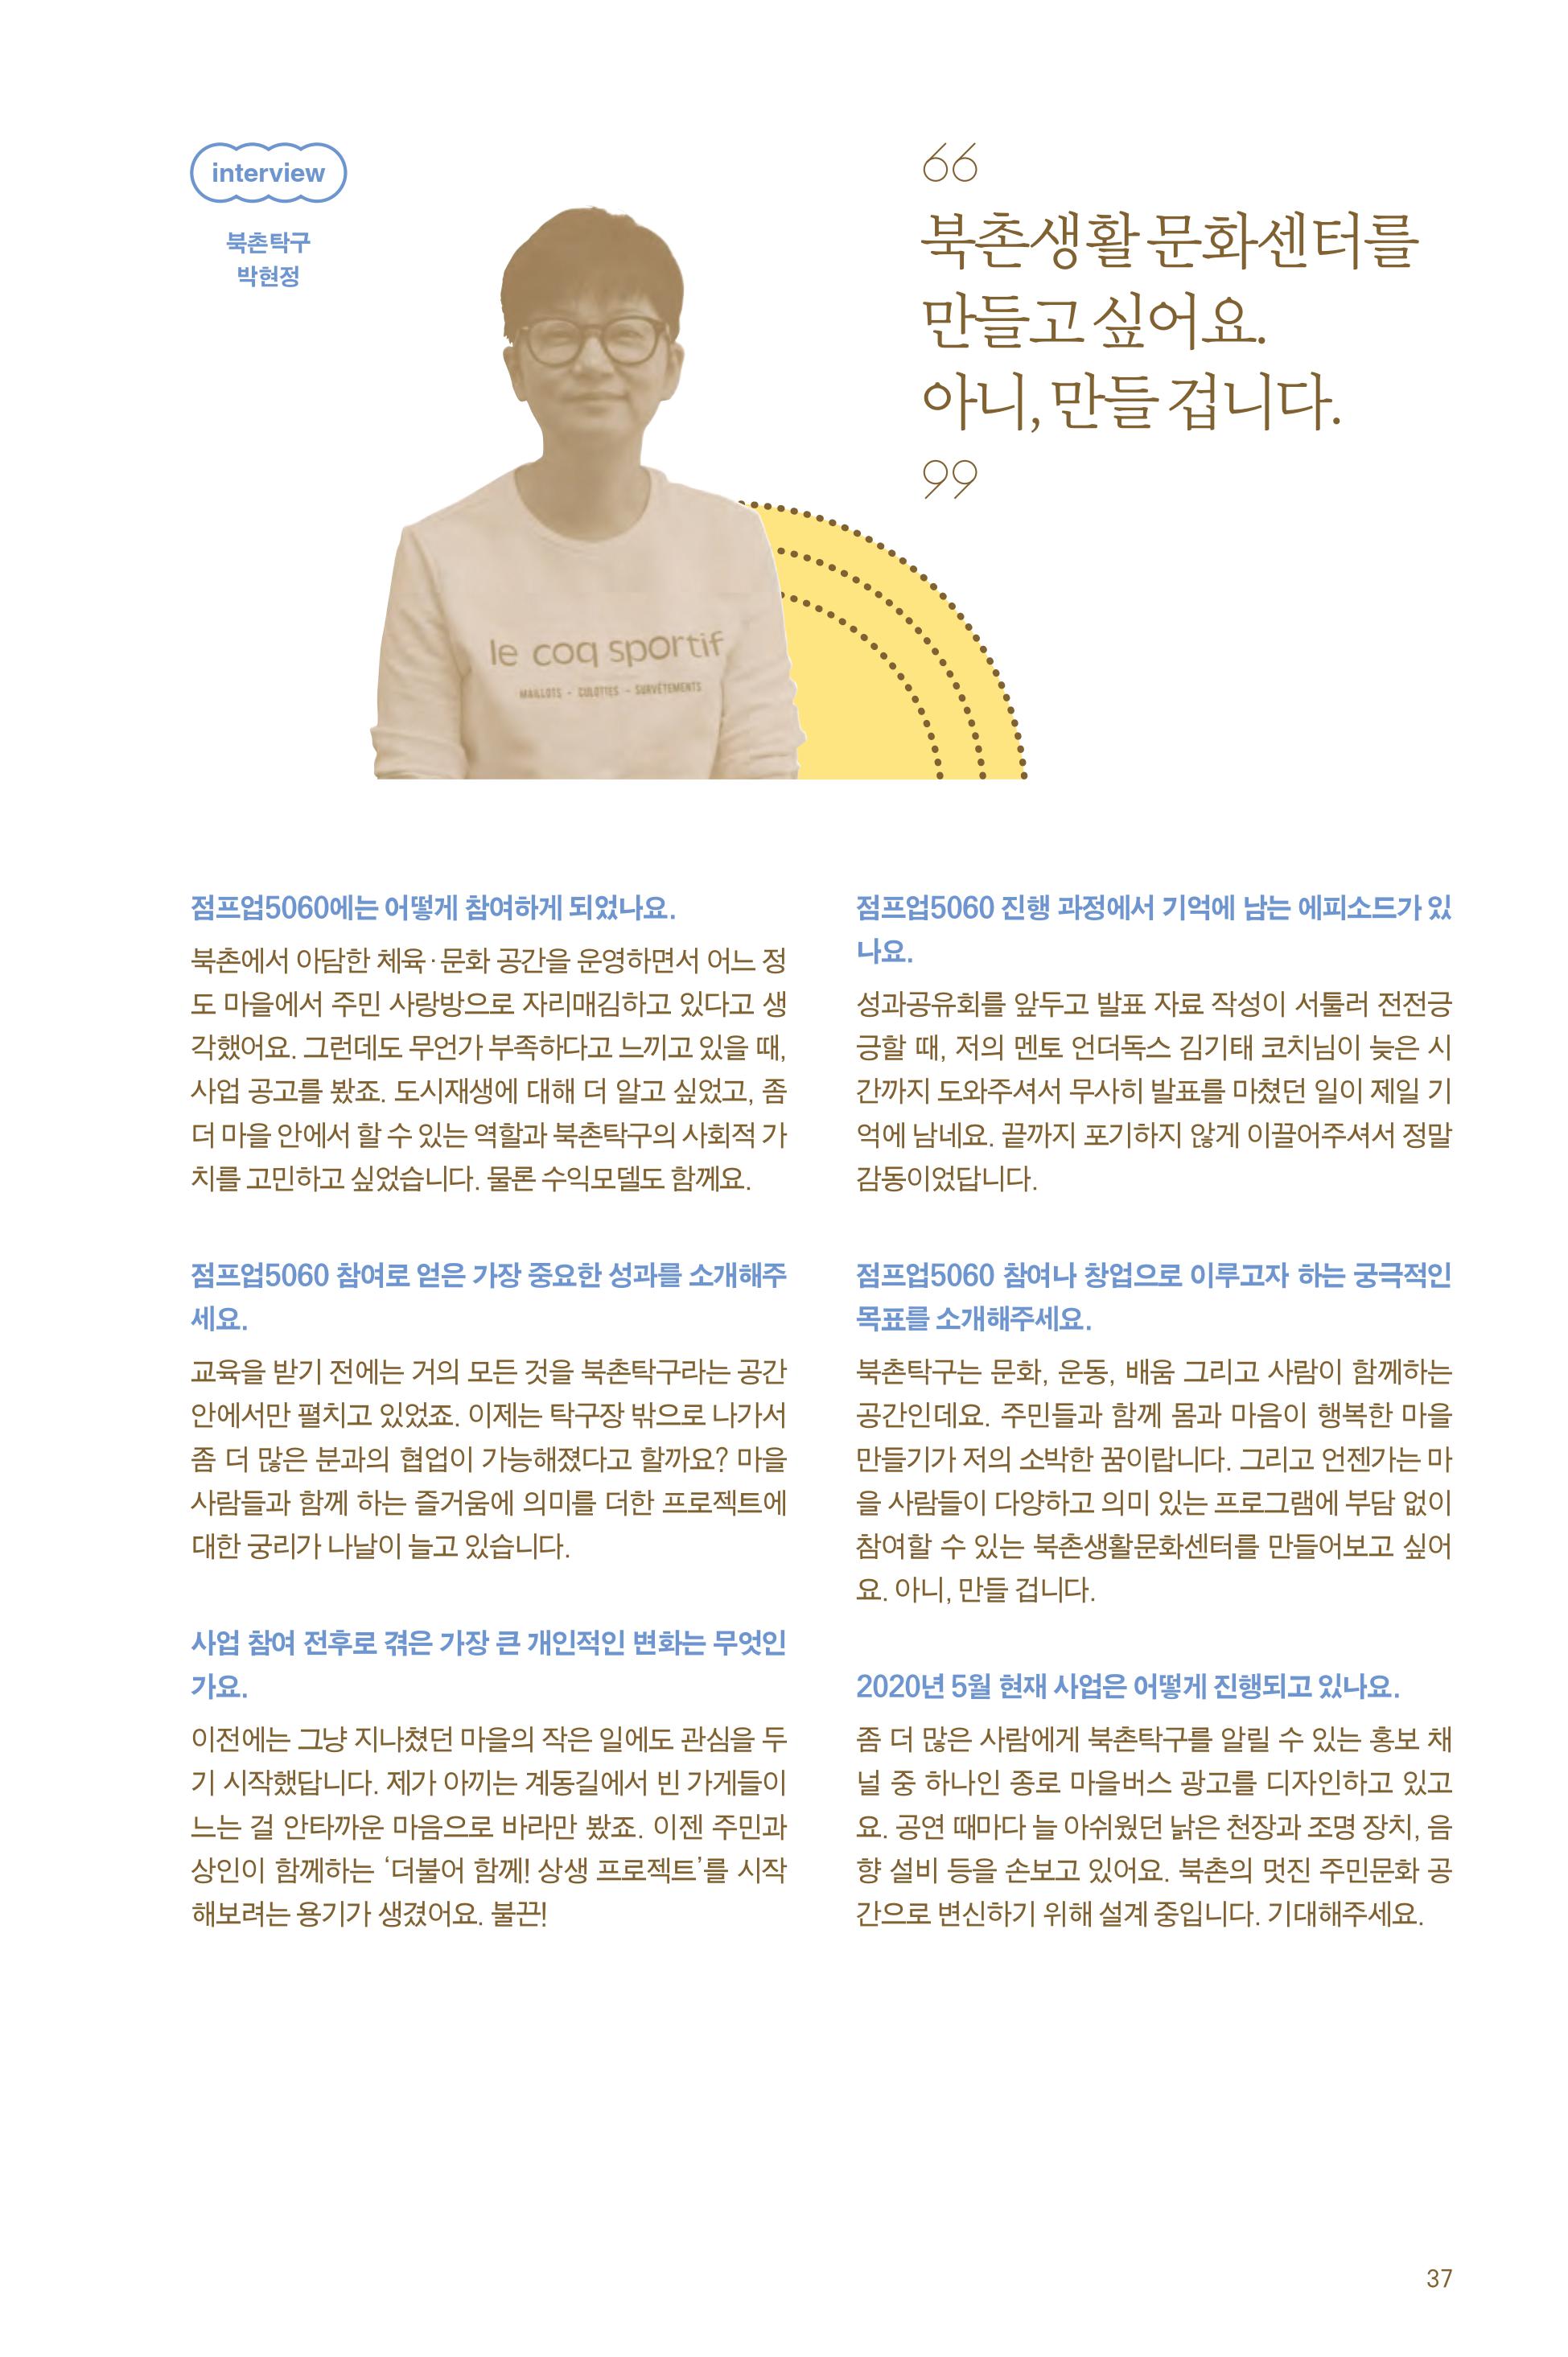 interview
북촌탁구
박현정
“
북촌생활 문화센터를
만들고 싶어요.
아니, 만들 겁니다.
”
le coq sportif
MAILLOTS - CULOTTES - SURVÊTEMENTS
점프업5060에는 어떻게 참여하게 되었나요.
북촌에서 아담한 체육·문화 공간을 운영하면서 어느 정
도 마을에서 주민 사랑방으로 자리매김하고 있다고 생
각했어요. 그런데도 무언가 부족하다고 느끼고 있을 때,
사업 공고를 봤죠. 도시재생에 대해 더 알고 싶었고, 좀
더 마을 안에서 할 수 있는 역할과 북촌탁구의 사회적 가
치를 고민하고 싶었습니다. 물론 수익모델도 함께요.
점프업5060 참여로 얻은 가장 중요한 성과를 소개해주
세요.
교육을 받기 전에는 거의 모든 것을 북촌탁구라는 공간
안에서만 펼치고 있었죠. 이제는 탁구장 밖으로 나가서
좀 더 많은 분과의 협업이 가능해졌다고 할까요? 마을
사람들과 함께 하는 즐거움에 의미를 더한 프로젝트에
대한 궁리가 나날이 늘고 있습니다.
사업 참여 전후로 겪은 가장 큰 개인적인 변화는 무엇인
가요.
이전에는 그냥 지나쳤던 마을의 작은 일에도 관심을 두
기 시작했답니다. 제가 아끼는 계동길에서 빈 가게들이
느는 걸 안타까운 마음으로 바라만 봤죠. 이젠 주민과
상인이 함께하는 ‘더불어 함께! 상생 프로젝트’를 시작
해보려는 용기가 생겼어요. 불끈!
점프업5060 진행 과정에서 기억에 남는 에피소드가 있
나요.
성과공유회를 앞두고 발표 자료 작성이 서툴러 전전긍
긍할 때, 저의 멘토 언더독스 김기태 코치님이 늦은 시
간까지 도와주셔서 무사히 발표를 마쳤던 일이 제일 기
억에 남네요. 끝까지 포기하지 않게 이끌어주셔서 정말
감동이었답니다.
점프업5060 참여나 창업으로 이루고자 하는 궁극적인
목표를 소개해주세요.
북촌탁구는 문화, 운동, 배움 그리고 사람이 함께하는
공간인데요. 주민들과 함께 몸과 마음이 행복한 마을
만들기가 저의 소박한 꿈이랍니다. 그리고 언젠가는 마
을 사람들이 다양하고 의미 있는 프로그램에 부담 없이
참여할 수 있는 북촌생활문화센터를 만들어보고 싶어
요. 아니, 만들 겁니다.
2020년 5월 현재 사업은 어떻게 진행되고 있나요.
좀 더 많은 사람에게 북촌탁구를 알릴 수 있는 홍보 채
널 중 하나인 종로 마을버스 광고를 디자인하고 있고
요. 공연 때마다 늘 아쉬웠던 낡은 천장과 조명 장치, 음
향 설비 등을 손보고 있어요. 북촌의 멋진 주민문화 공
간으로 변신하기 위해 설계 중입니다. 기대해주세요.
37